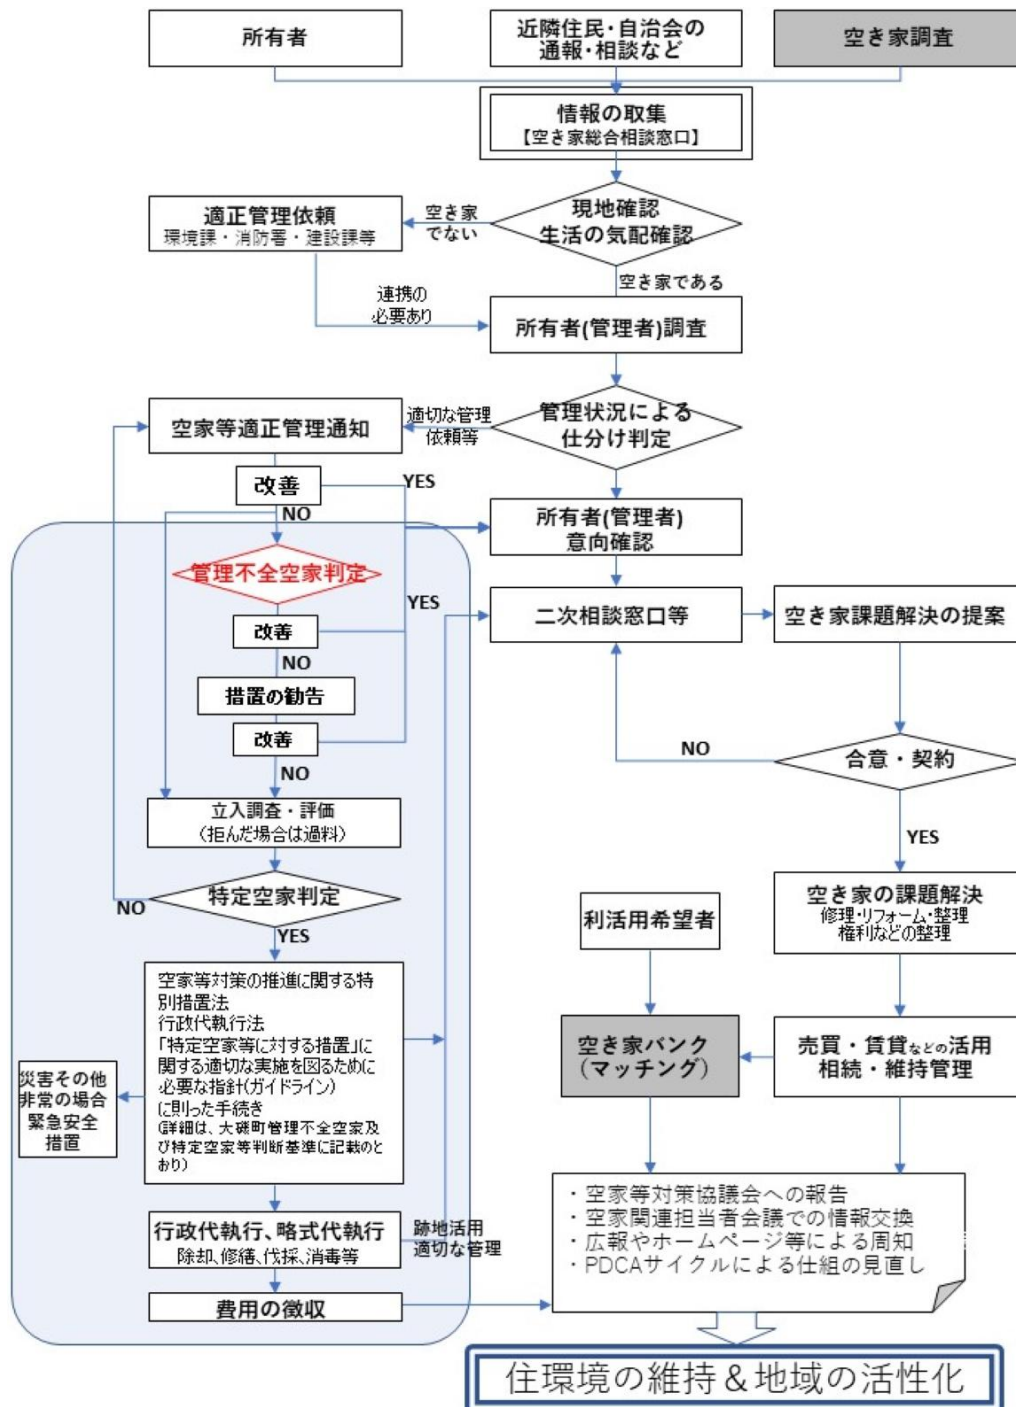 所有者
近隣住民・自治会の
通報・相談など
空き家調査
情報の取集
【空き家総合相談窓口】
現地確認
生活の気配確認
空き家
でない
適正管理依頼
環境課・消防署・建設課等
空き家である
連携の
必要あり
所有者(管理者)調査
管理状況による
仕分け判定
適切な管理
依頼等
空家等適正管理通知
改善
YES
NO
所有者(管理者)
意向確認
管理不全空家判定
YES
改善
NO
二次相談窓口等
空き家課題解決の提案
措置の勧告
改善
NO
NO
合意・契約
YES
立入調査・評価
(拒んだ場合は過料)
特定空家判定
NO
YES
空き家の課題解決
修理・リフォーム・整理
権利などの整理
利活用希望者
空家等対策の推進に関する特
別措置法
行政代執行法
「特定空家等に対する措置」に
関する適切な実施を図るために
必要な指針(ガイドライン)
に則った手続き
(詳細は、大磯町管理不全空家及
び特定空家等判断基準に記載のと
おり)
災害その他
非常の場合
緊急安全
措置
空き家バンク
(マッチング)
売買・賃貸などの活用
相続・維持管理
行政代執行、略式代執行
除却、修繕、伐採、消毒等
跡地活用
適切な管理
費用の徴収
・空家等対策協議会への報告
・空家関連担当者会議での情報交換
・広報やホームページ等による周知
・PDCAサイクルによる仕組の見直し
住環境の維持＆地域の活性化